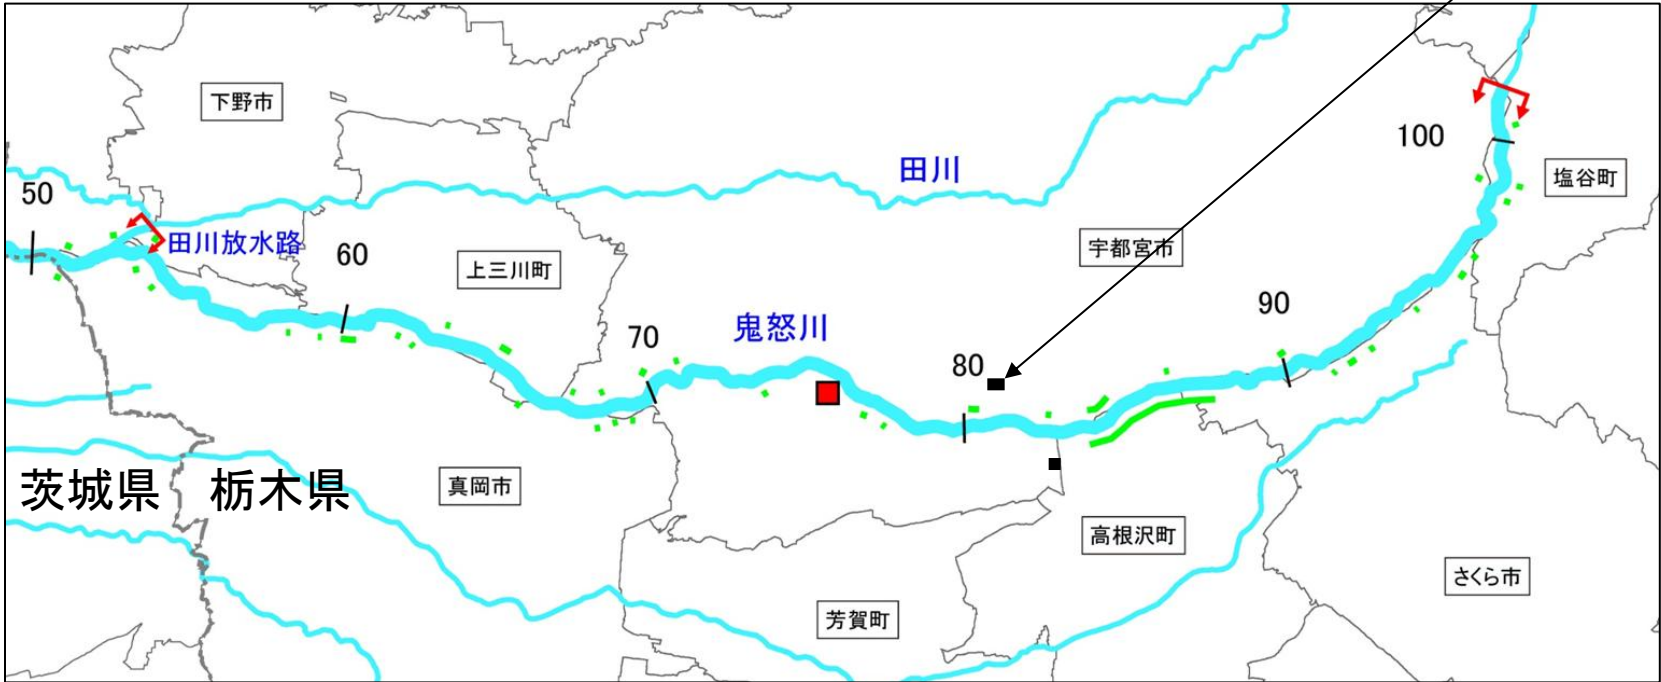 下野市
100
田川
塩谷町
50
田川放水路
宇都宮市
60
上三川町
90
鬼怒川
70
80
茨城県 栃木県
真岡市
高根沢町
さくら市
芳賀町